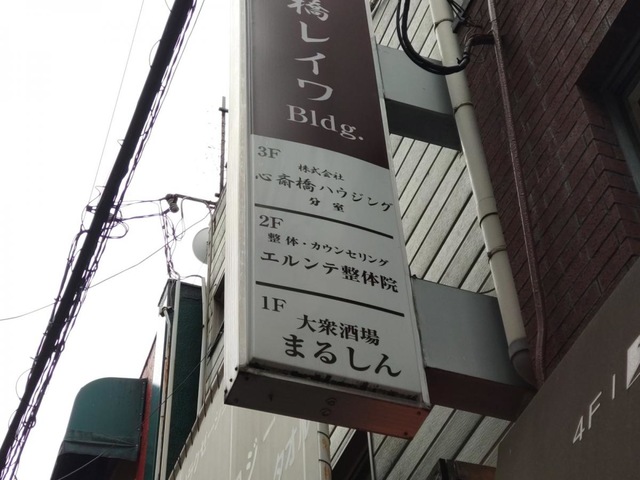 橋レイワ
Bldg.
3F
株式会社
心斎橋ハウジング
分室
2F
整体・カウンセリング
エルンテ整体院
1F
大衆酒場
まるしん
4F